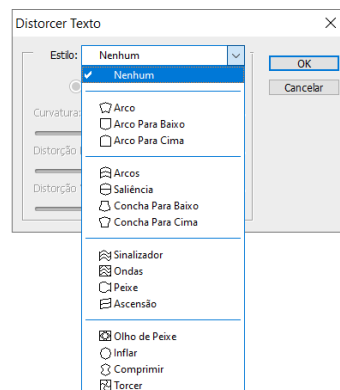 Distorcer Texto
Estilo: Nenhum
OK
Nenhum
Cancelar
Arco
Curvatura:
Arco Para Baixo
Arco Para Cima
Distorção
Arcos
Distorção
Saliência
Concha Para Baixo
Concha Para Cima
Sinalizador
Ondas
Peixe
Ascensão
Olho de Peixe
Inflar
Comprimir
Torcer